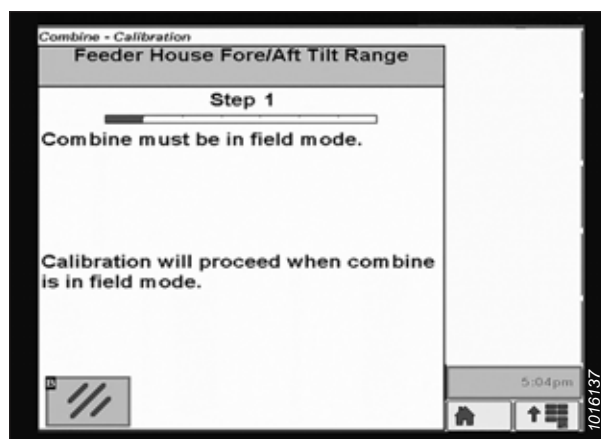 Combine - Calibration
Feeder House Fore/Aft Tilt Range
Step 1
Combine must be in field mode.
Calibration will proceed when combine
is in field mode.
B
5:04pm
1016137